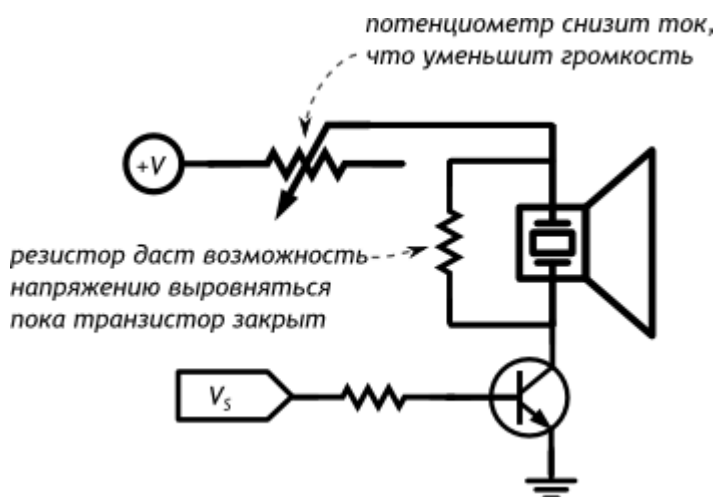 потенциометр снизит ток,
что уменьшит громкость
+V
резистор даст возможность
напряжению выровняться
пока транзистор закрыт
Vs